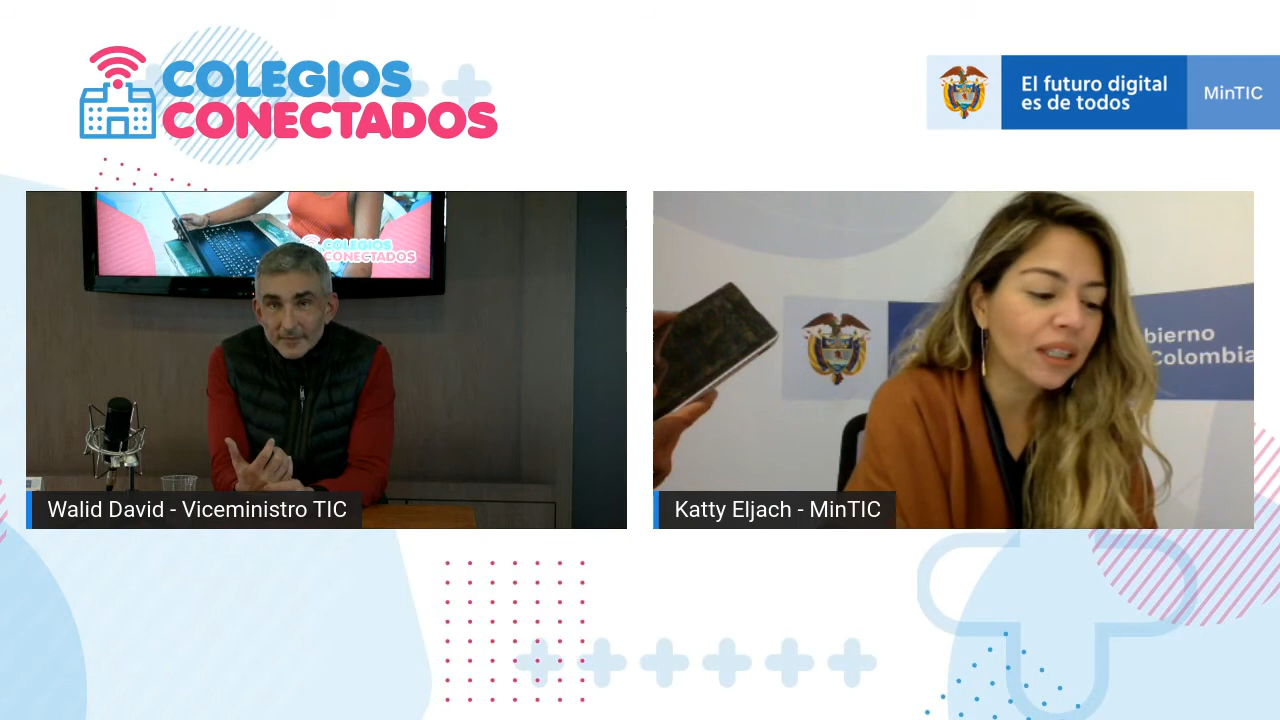 COLEGIOS
CONECTADOS
El futuro digital
es de todos
MinTIC
COLEGIOS
CONECTADOS
bierno
Colombia
Walid David - Viceministro TIC
Katty Eljach - MinTIC